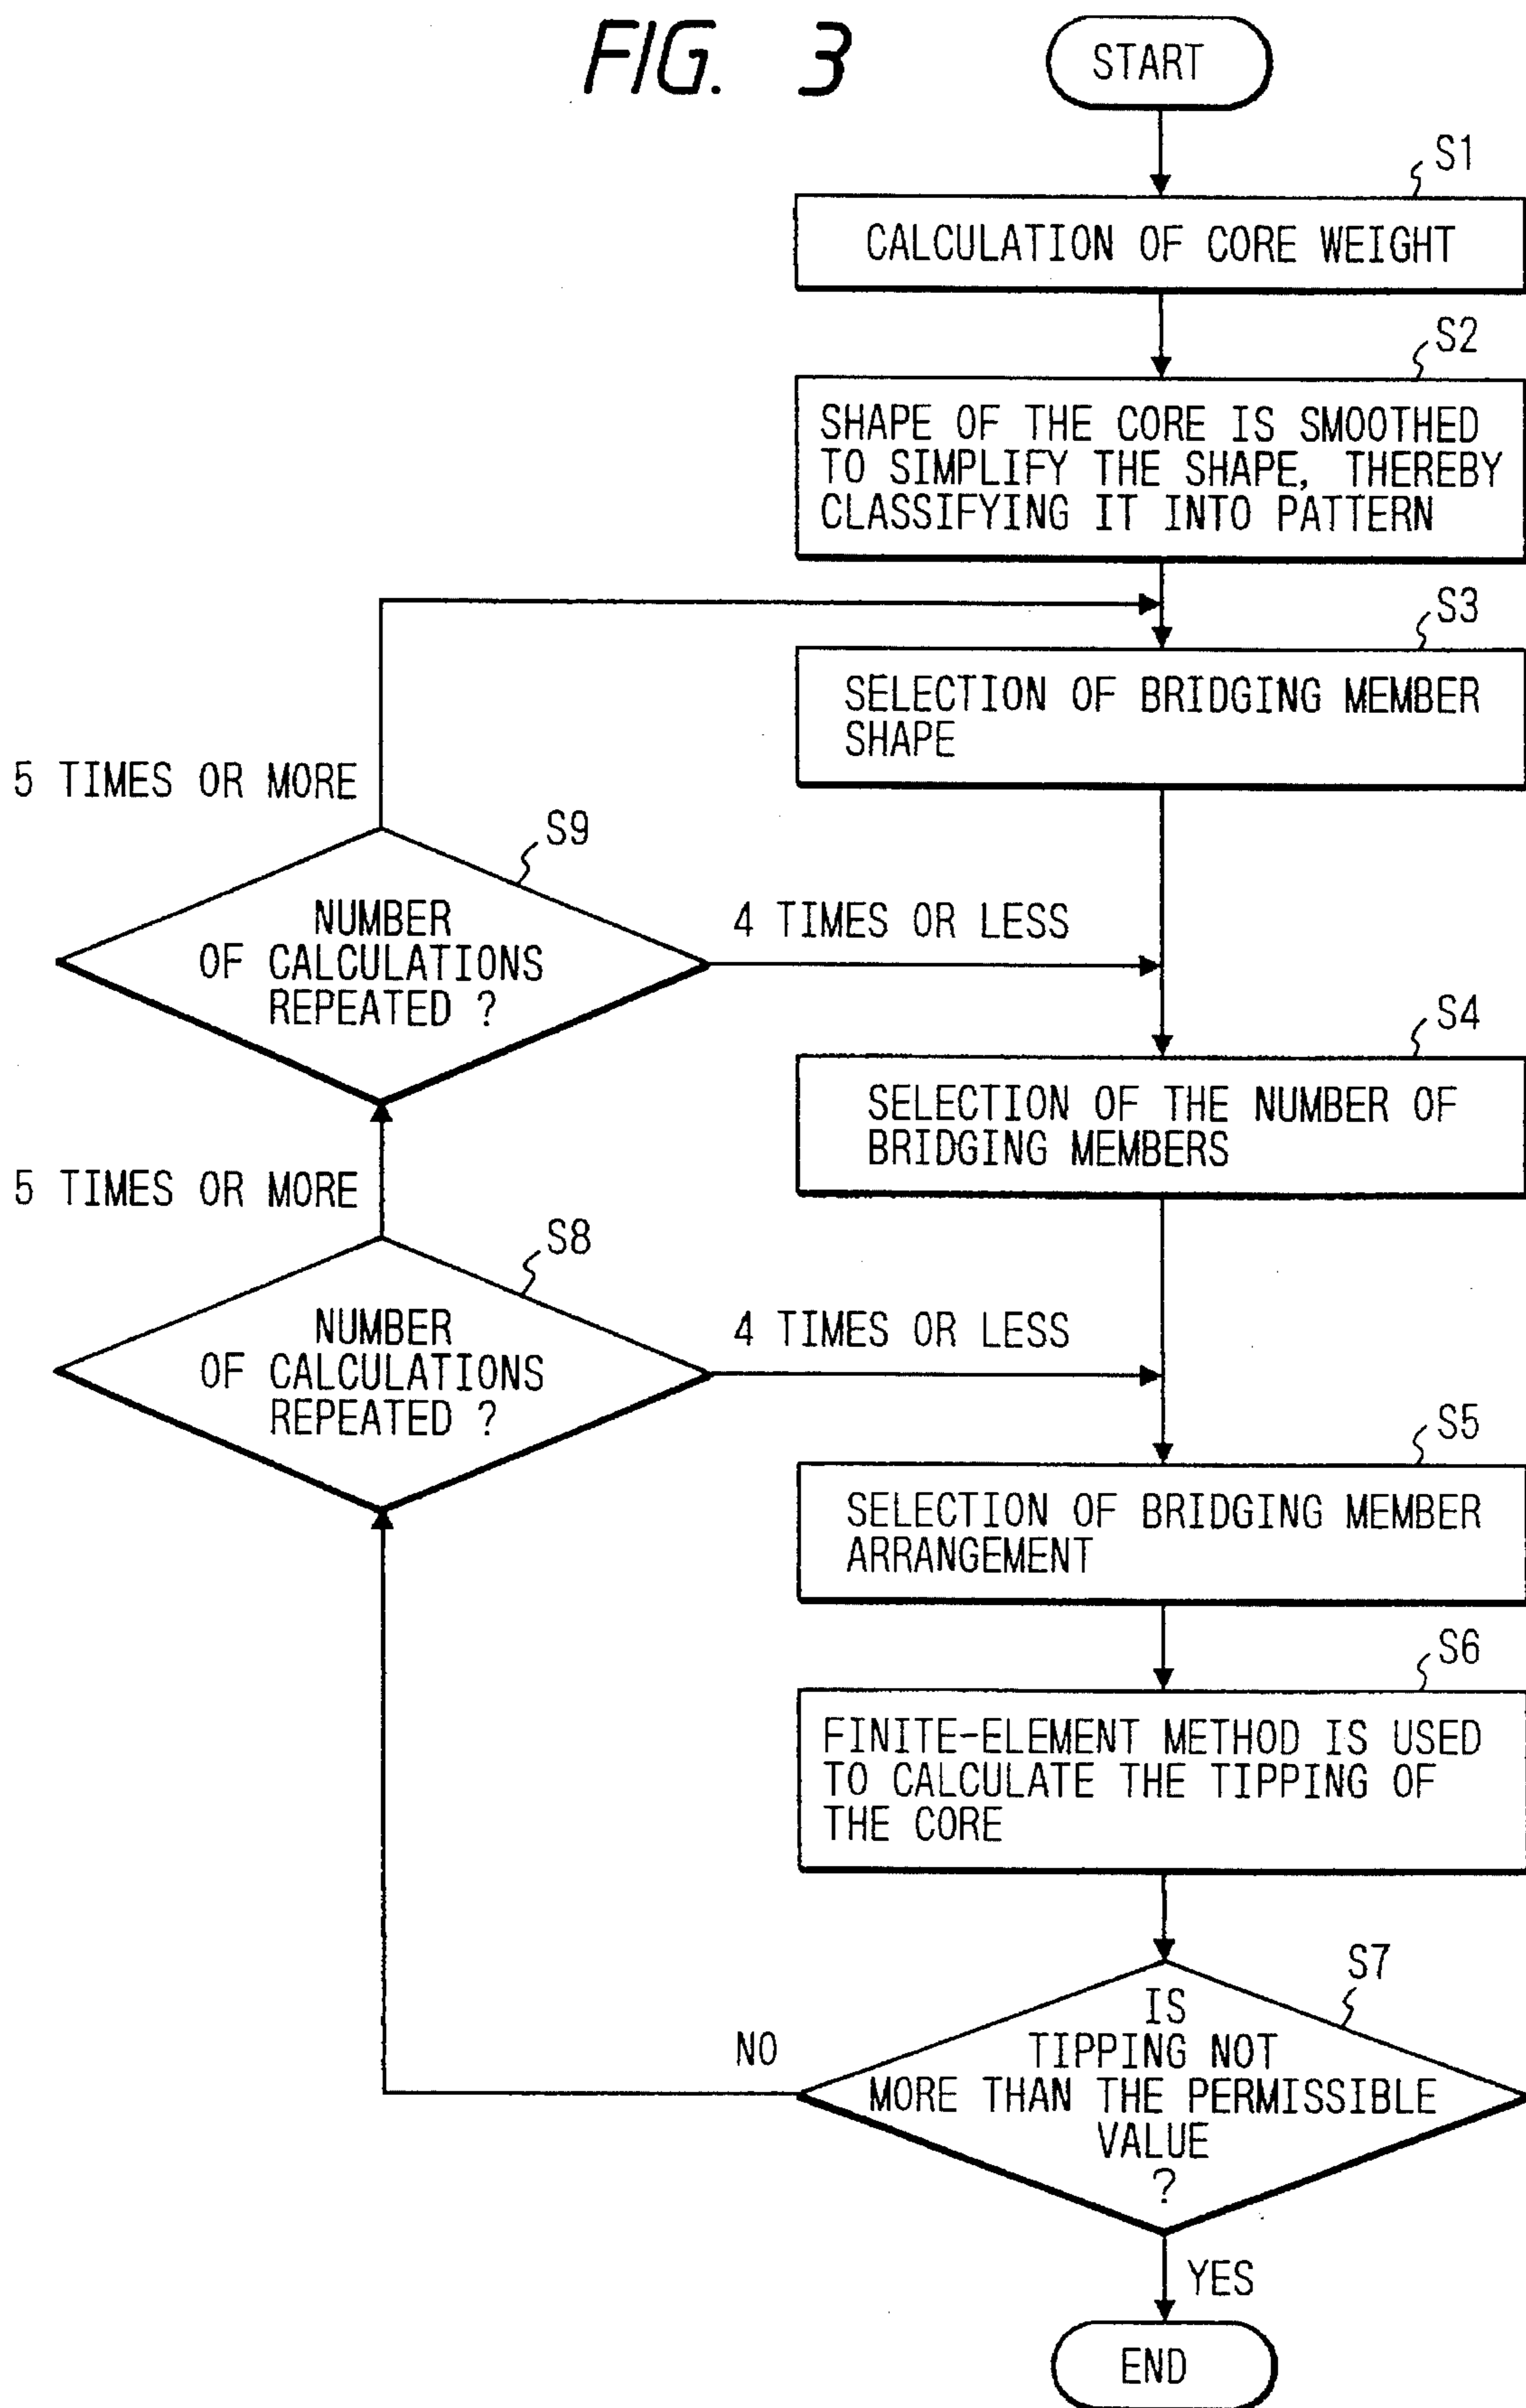 FIG. 3
START
S1
CALCULATION OF CORE WEIGHT
S2
SHAPE OF THE CORE IS SMOOTHED
TO SIMPLIFY THE SHAPE, THEREBY
CLASSIFYING IT INTO PATTERN
S3
SELECTION OF BRIDGING MEMBER
SHAPE
5 TIMES OR MORE
S9
NUMBER
OF CALCULATIONS
REPEATED ?
4 TIMES OR LESS
S4
SELECTION OF THE NUMBER OF
BRIDGING MEMBERS
5 TIMES OR MORE
S8
NUMBER
OF CALCULATIONS
REPEATED ?
4 TIMES OR LESS
S5
SELECTION OF BRIDGING MEMBER
ARRANGEMENT
S6
FINITE-ELEMENT METHOD IS USED
TO CALCULATE THE TIPPING OF
THE CORE
S7
IS
TIPPING NOT
MORE THAN THE PERMISSIBLE
VALUE
?
NO
YES
END